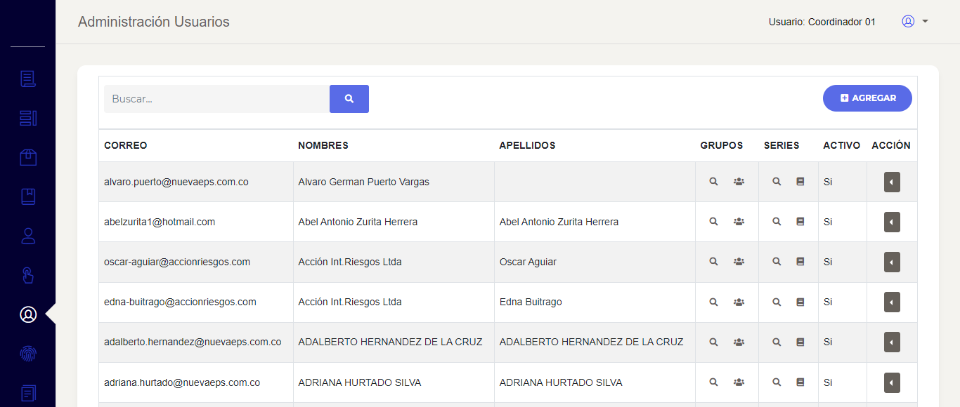 Administración Usuarios
Usuario: Coordinador 01
Buscar...
AGREGAR
CORREO NOMBRES APELLIDOS GRUPOS SERIES ACTIVO ACCIÓN
alvaro.puerto@nuevaeps.com.co Alvaro German Puerto Vargas Si
abelzurita1@hotmail.com Abel Antonio Zurita Herrera Abel Antonio Zurita Herrera Si
oscar-aguiar@accionriesgos.com Acción Int.Riesgos Ltda Oscar Aguiar Si
edna-buitrago@accionriesgos.com Acción Int.Riesgos Ltda Edna Buitrago Si
adalberto.hernandez@nuevaeps.com.co ADALBERTO HERNANDEZ DE LA CRUZ ADALBERTO HERNANDEZ DE LA CRUZ Si
adriana.hurtado@nuevaeps.com.co ADRIANA HURTADO SILVA ADRIANA HURTADO SILVA Si